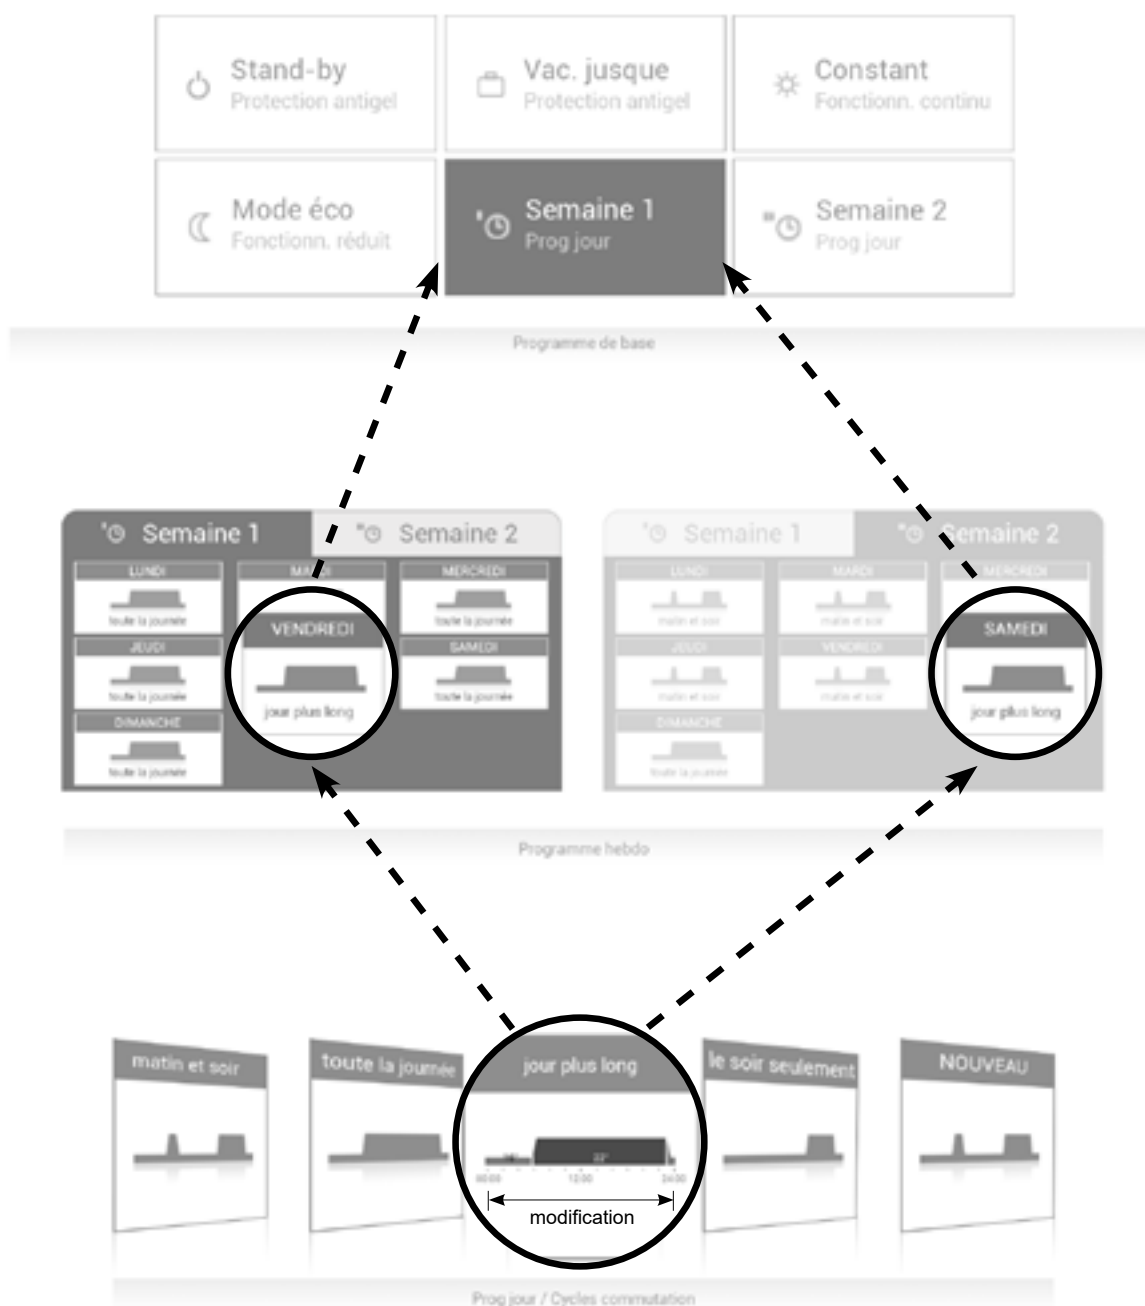 Stand-by
Protection antigel
Vac. jusque
Protection antigel
Constant
Fonctionn. continu
Mode éco
Fonctionn. réduit
Semaine 1
Prog jour
Semaine 2
Prog jour
Programme de base
Semaine 1
Semaine 2
LUNDI
MARDI
MERCREDI
toute la journée
toute la journée
JEUDI
VENDREDI
SAMEDI
toute la journée
jour plus long
toute la journée
DIMANCHE
toute la journée
Semaine 1
Semaine 2
LUNDI
MARDI
MERCREDI
matin et soir
matin et soir
JEUDI
VENDREDI
SAMEDI
matin et soir
matin et soir
jour plus long
DIMANCHE
toute la journée
Programme hebdo
matin et soir
toute la journée
jour plus long
le soir seulement
NOUVEAU
22°
00:00
12:00
24:00
modification
Prog jour / Cycles commutation